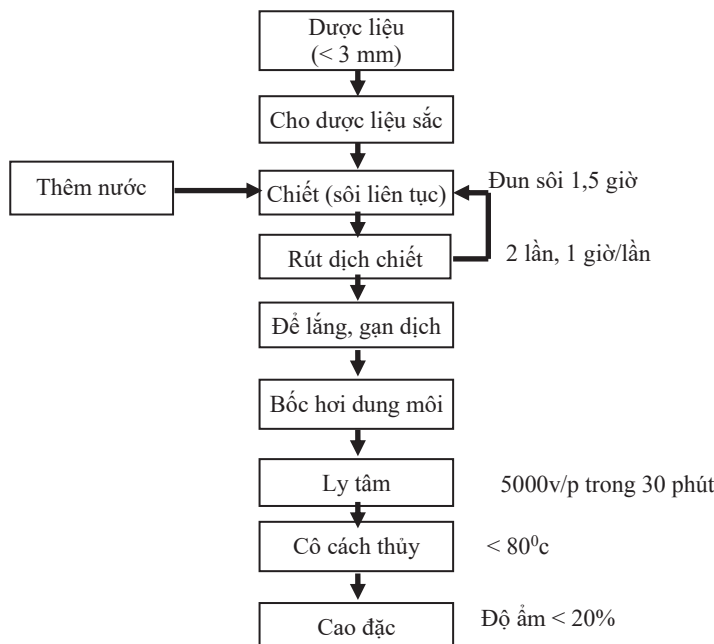 Dược liệu
(< 3 mm)
Cho dược liệu sắc
Thêm nước
Chiết (sôi liên tục)
Đun sôi 1,5 giờ
Rút dịch chiết
2 lần, 1 giờ/lần
Để lắng, gạn dịch
Bốc hơi dung môi
Ly tâm
5000v/p trong 30 phút
Cô cách thủy
< 80⁰c
Cao đặc
Độ ẩm < 20%